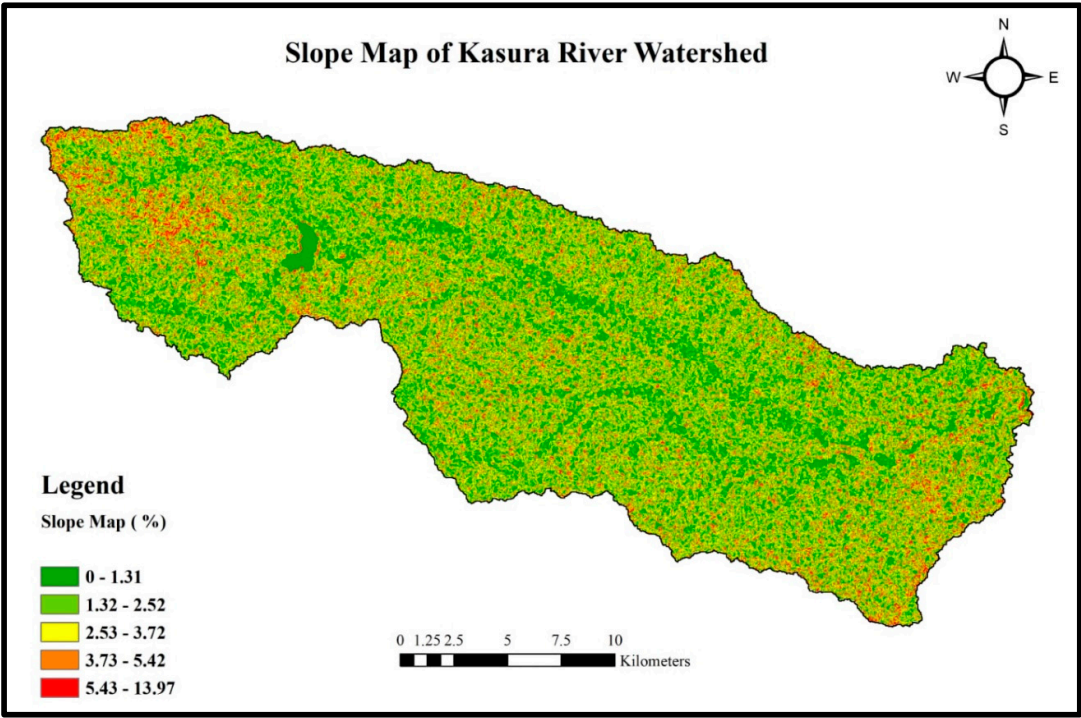 Slope Map of Kasura River Watershed
N
W E
S
Legend
Slope Map ( %)
0 - 1.31
1.32 - 2.52
2.53 - 3.72
3.73 - 5.42
5.43 - 13.97
0 1.25 2.5 5 7.5 10
Kilometers